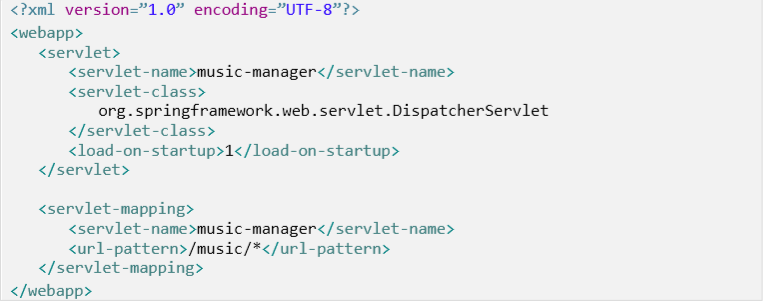 <?xml version=”1.0” encoding=”UTF-8”?>
<webapp>
<servlet>
<servlet-name>music-manager</servlet-name>
<servlet-class>
org.springframework.web.servlet.DispatcherServlet
</servlet-class>
<load-on-startup>1</load-on-startup>
</servlet>
<servlet-mapping>
<servlet-name>music-manager</servlet-name>
<url-pattern>/music/*</url-pattern>
</servlet-mapping>
</webapp>